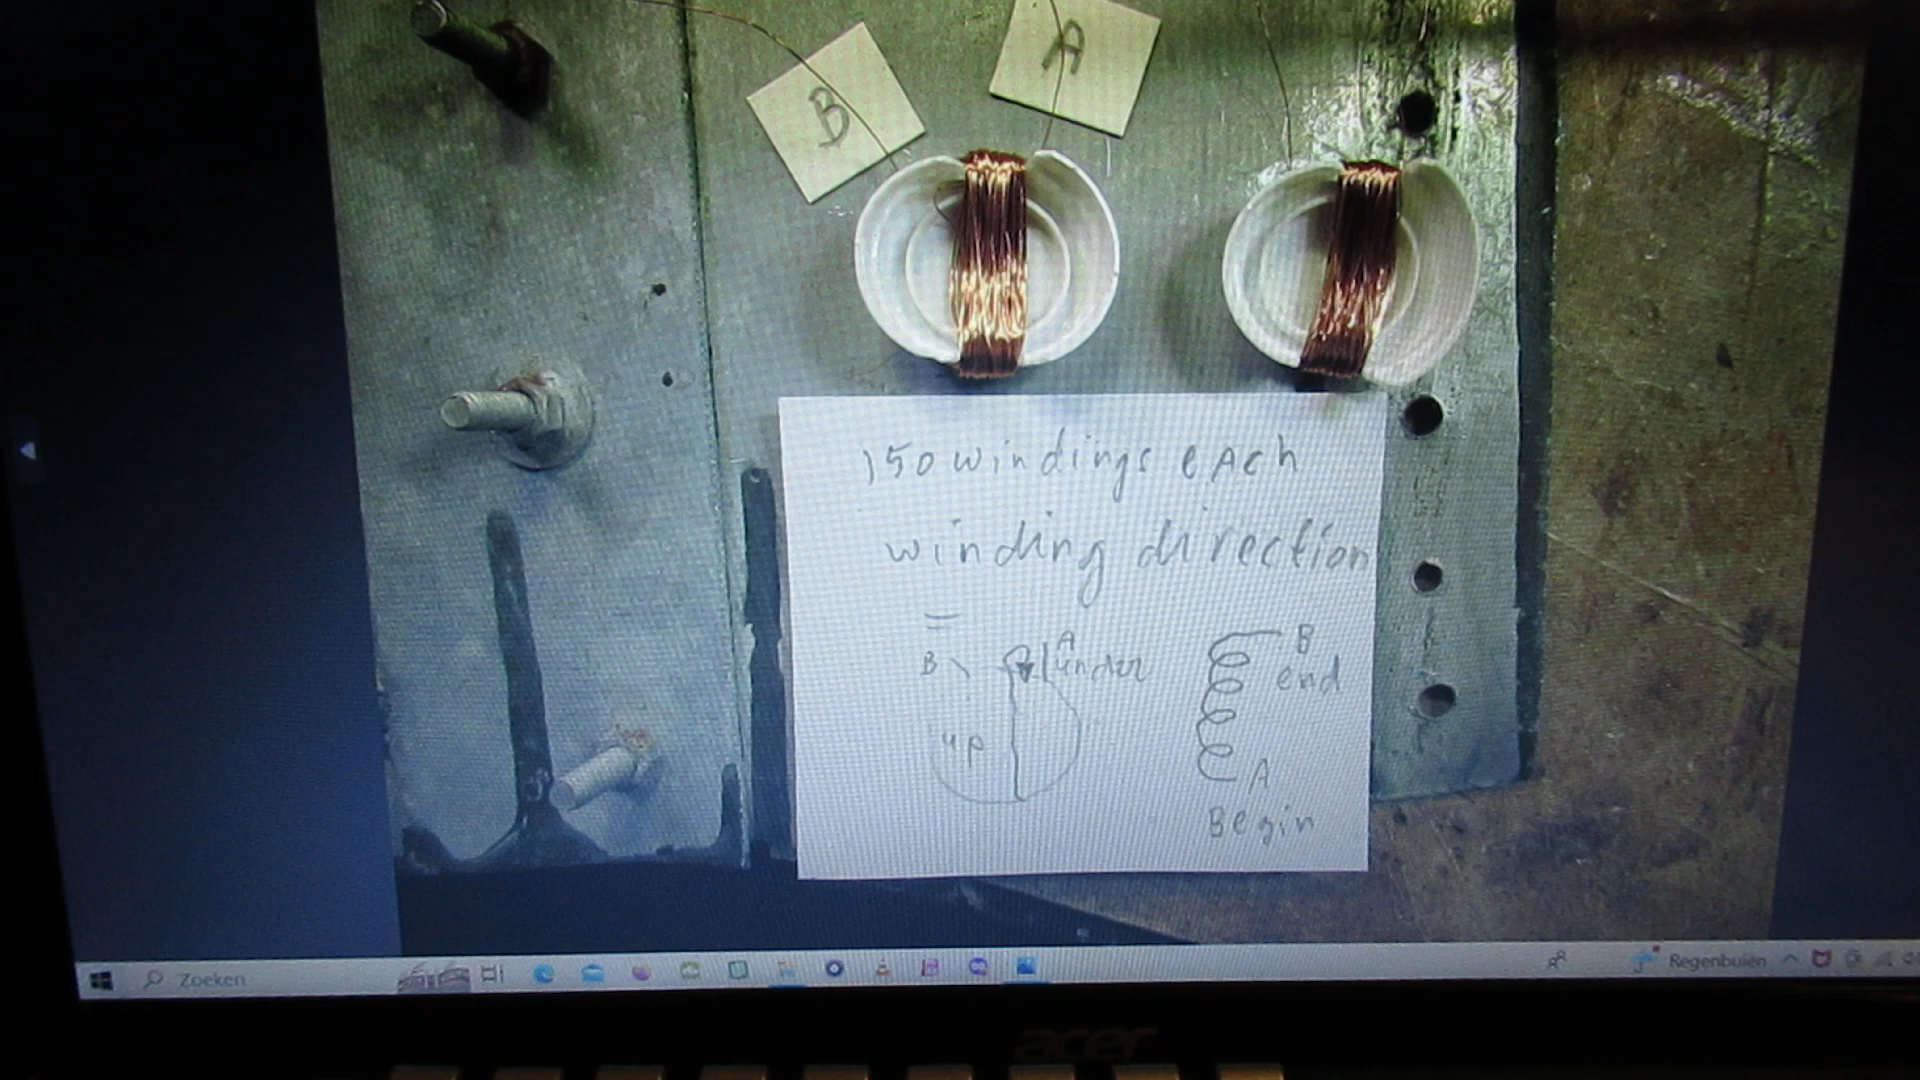 B
A
150 windings each
winding direction
A
B
under
B
end
up
A
Begin
Zoeken
Regenbuien
acer